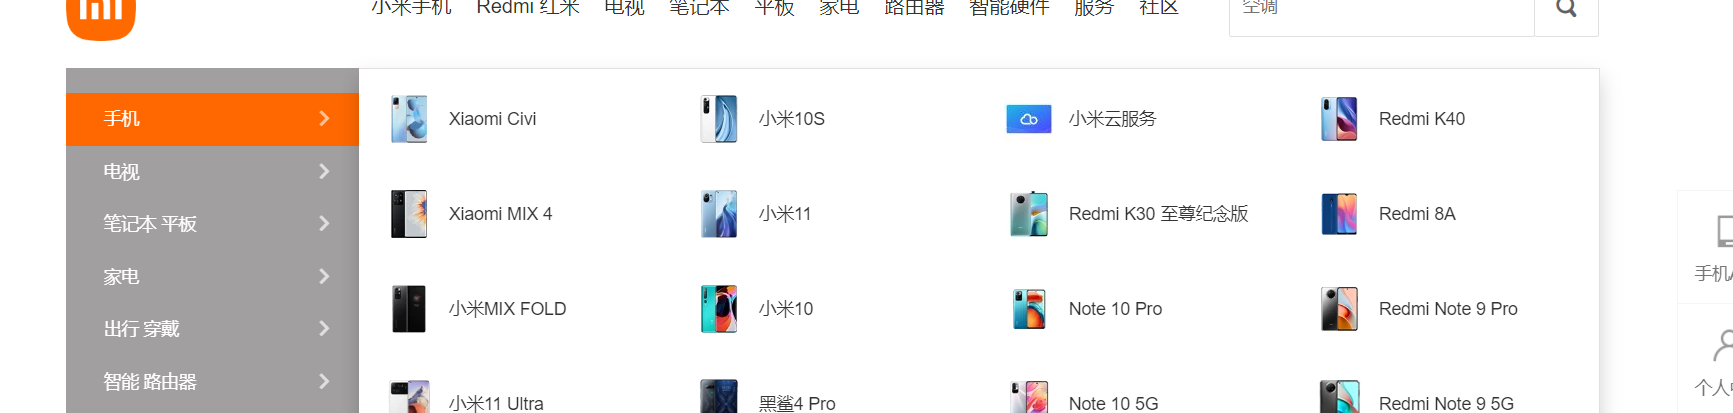 小米手机 Redmi 红米 电视 笔记本 平板 家电 路由器 智能硬件 服务 社区 空调
手机
Xiaomi Civi 小米10S 小米云服务 Redmi K40
电视
笔记本 平板
Xiaomi MIX 4 小米11 Redmi K30 至尊纪念版 Redmi 8A
家电
手机
出行 穿戴
小米MIX FOLD 小米10 Note 10 Pro Redmi Note 9 Pro
智能 路由器
个人
小米11 Ultra 黑鲨4 Pro Note 10 5G Redmi Note 9 5G